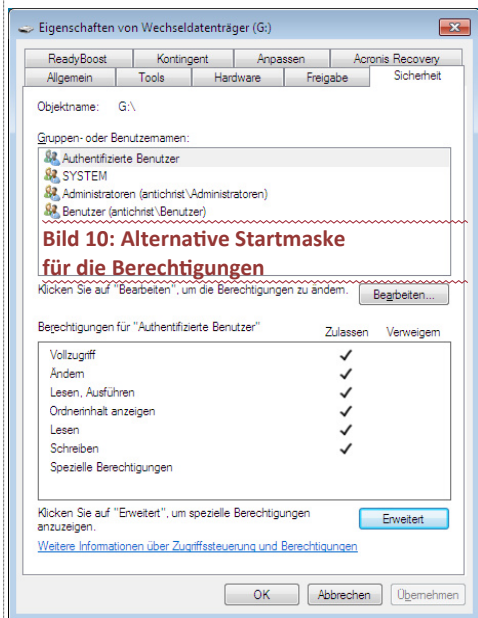 Eigenschaften von Wechseldatenträger (G:)
ReadyBoost Kontingent Anpassen Acronis Recovery
Allgemein Tools Hardware Freigabe Sicherheit
Objektname: G:\
Gruppen- oder Benutzernamen:
Authentifizierte Benutzer
SYSTEM
Administratoren (antichrist\Administratoren)
Benutzer (antichrist\Benutzer)
Bild 10: Alternative Startmaske
für die Berechtigungen
Klicken Sie auf "Bearbeiten", um die Berechtigungen zu ändern. Bearbeiten...
Berechtigungen für "Authentifizierte Benutzer" Zulassen Verweigern
Vollzugriff
Ändern
Lesen, Ausführen
Ordnerinhalt anzeigen
Lesen
Schreiben
Spezielle Berechtigungen
Klicken Sie auf "Erweitert", um spezielle Berechtigungen
anzuzeigen. Erweitert
Weitere Informationen über Zugriffssteuerung und Berechtigungen
OK Abbrechen Übernehmen